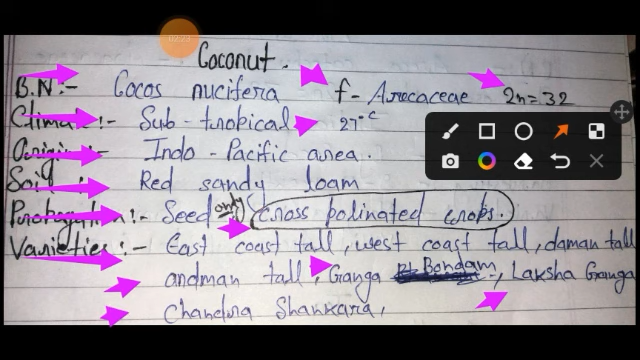 Coconut.
B.N:- Cocos nucifera f- Arecaceae 2n=32
Climate:- Sub-tropical 27°C
Origin:- Indo-Pacific area.
Soil:- Red sandy loam
Propagation:- Seed only Cross polinated crops.
Varieties:- East coast tall, west coast tall, daman tall
andman tall, Ganga Bondam, Laksha Ganga
Chandra Shankara,